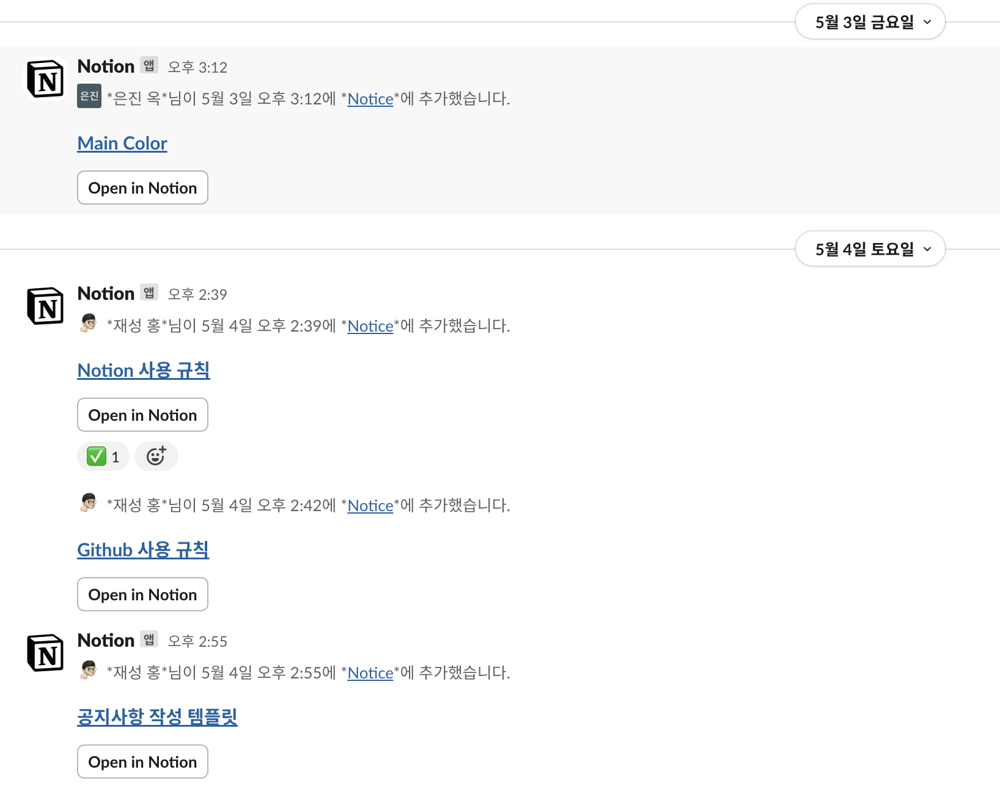 5월 3일 금요일
Notion 앱 오후 3:12
은진 *은진 옥*님이 5월 3일 오후 3:12에 *Notice*에 추가했습니다.
Main Color
Open in Notion
5월 4일 토요일
Notion 앱 오후 2:39
*재성 홍*님이 5월 4일 오후 2:39에 *Notice*에 추가했습니다.
Notion 사용 규칙
Open in Notion
1
*재성 홍*님이 5월 4일 오후 2:42에 *Notice*에 추가했습니다.
Github 사용 규칙
Open in Notion
Notion 앱 오후 2:55
*재성 홍*님이 5월 4일 오후 2:55에 *Notice*에 추가했습니다.
공지사항 작성 템플릿
Open in Notion